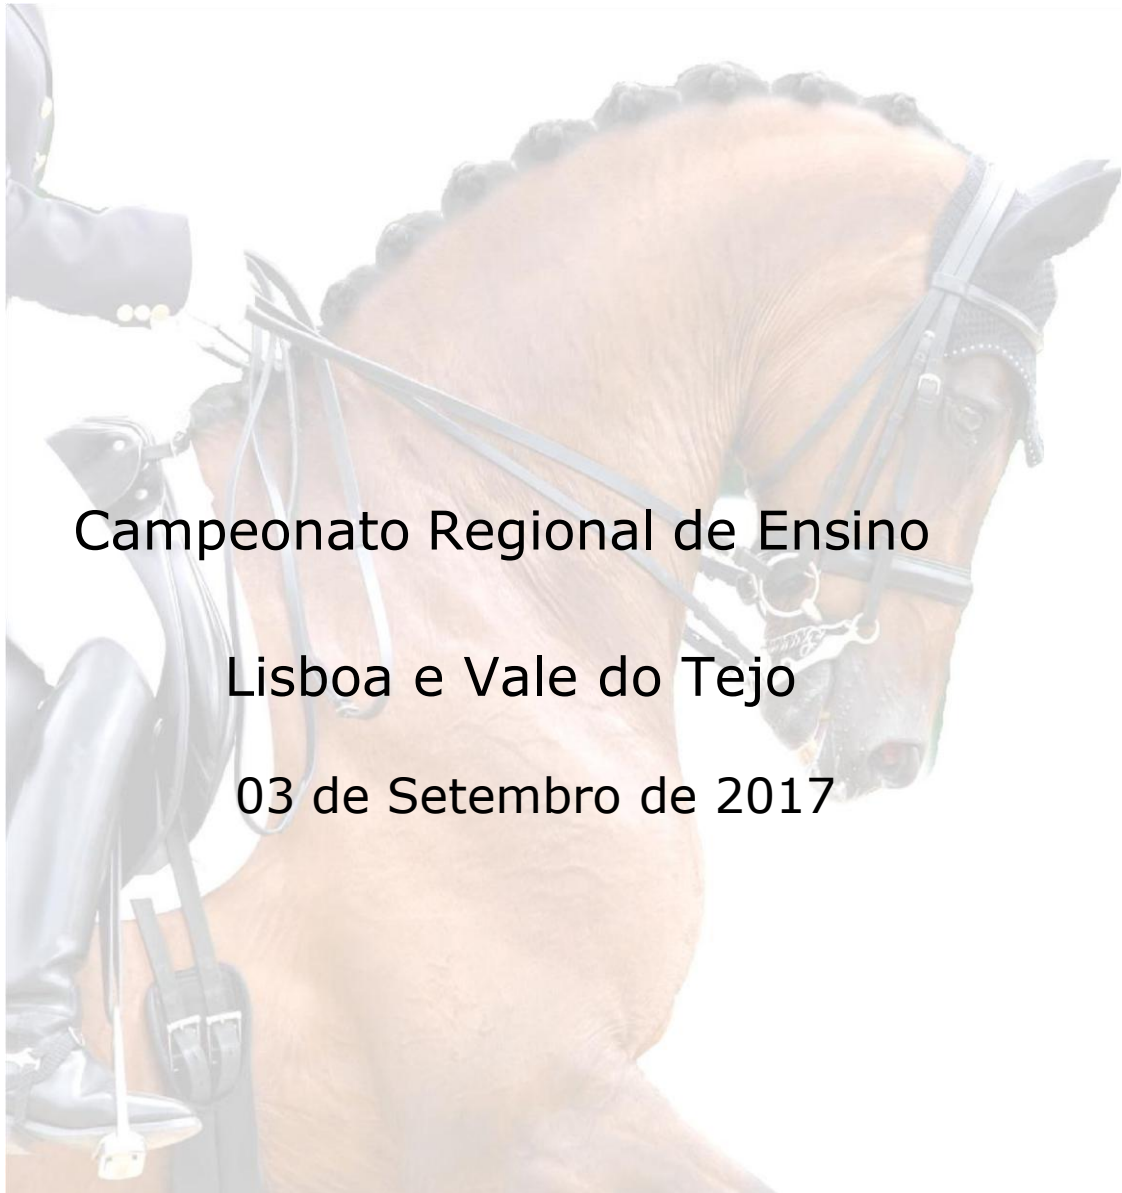 Campeonato Regional de Ensino
Lisboa e Vale do Tejo
03 de Setembro de 2017